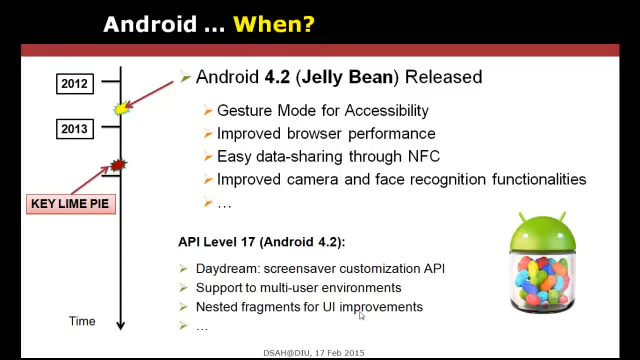 Android ... When?
2012
Android 4.2 (Jelly Bean) Released
Gesture Mode for Accessibility
2013
Improved browser performance
Easy data-sharing through NFC
Improved camera and face recognition functionalities
...
KEY LIME PIE
API Level 17 (Android 4.2):
Daydream: screensaver customization API
Support to multi-user environments
Nested fragments for UI improvements
...
Time
DSAH@DIU, 17 Feb 2015